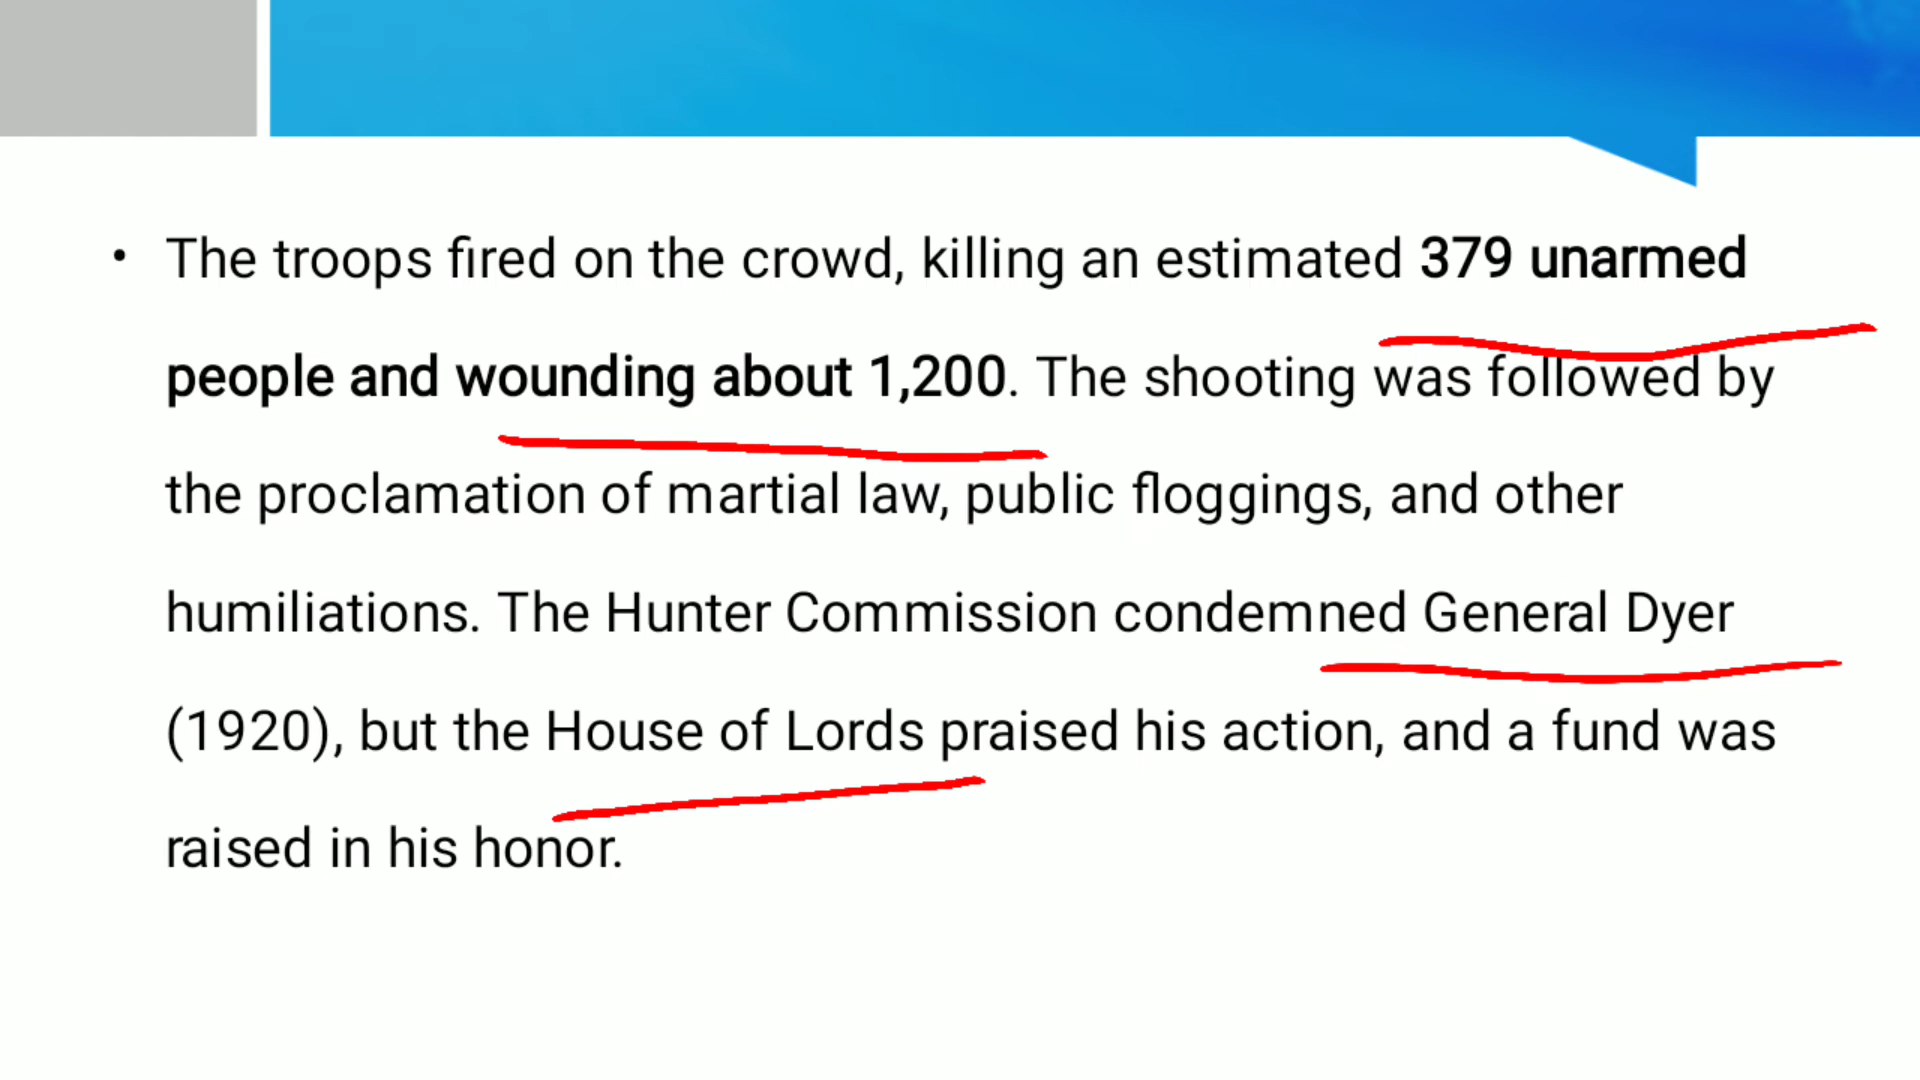 • The troops fired on the crowd, killing an estimated 379 unarmed
people and wounding about 1,200. The shooting was followed by
the proclamation of martial law, public floggings, and other
humiliations. The Hunter Commission condemned General Dyer
(1920), but the House of Lords praised his action, and a fund was
raised in his honor.